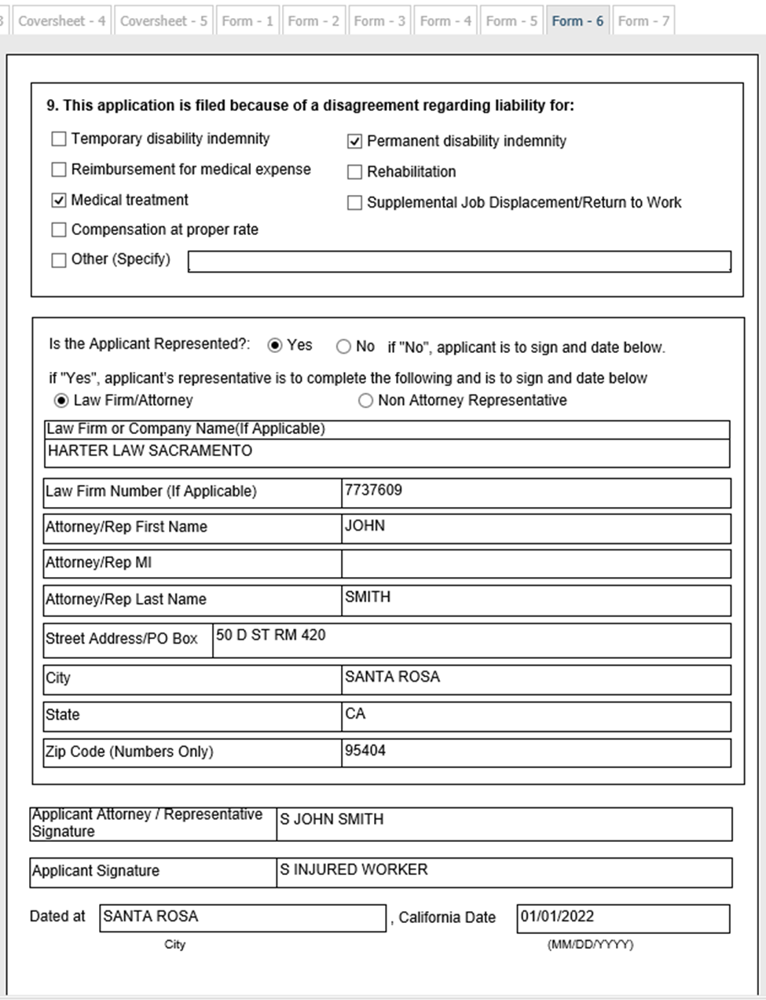 3 Coversheet - 4 Coversheet - 5 Form - 1 Form - 2 Form - 3 Form - 4 Form - 5 Form - 6 Form - 7
9. This application is filed because of a disagreement regarding liability for:
Temporary disability indemnity
Permanent disability indemnity
Reimbursement for medical expense
Rehabilitation
Medical treatment
Supplemental Job Displacement/Return to Work
Compensation at proper rate
Other (Specify)
Is the Applicant Represented?: Yes No if "No", applicant is to sign and date below.
if "Yes", applicant's representative is to complete the following and is to sign and date below
Law Firm/Attorney Non Attorney Representative
Law Firm or Company Name(If Applicable)
HARTER LAW SACRAMENTO
Law Firm Number (If Applicable) 7737609
Attorney/Rep First Name JOHN
Attorney/Rep MI
Attorney/Rep Last Name SMITH
Street Address/PO Box 50 D ST RM 420
City SANTA ROSA
State CA
Zip Code (Numbers Only) 95404
Applicant Attorney / Representative
Signature
S JOHN SMITH
Applicant Signature S INJURED WORKER
Dated at SANTA ROSA , California Date 01/01/2022
City (MM/DD/YYYY)